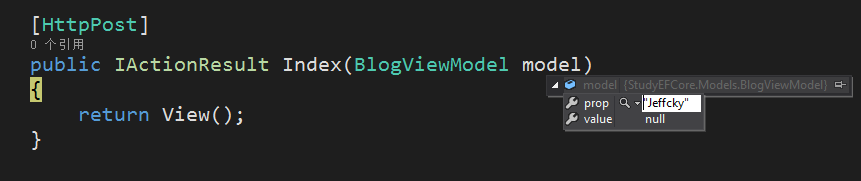 [HttpPost]
0 个引用
public IActionResult Index(BlogViewModel model)
{
model {StudyEFCore.Models.BlogViewModel}
prop "Jeffcky"
return View();
value null
}